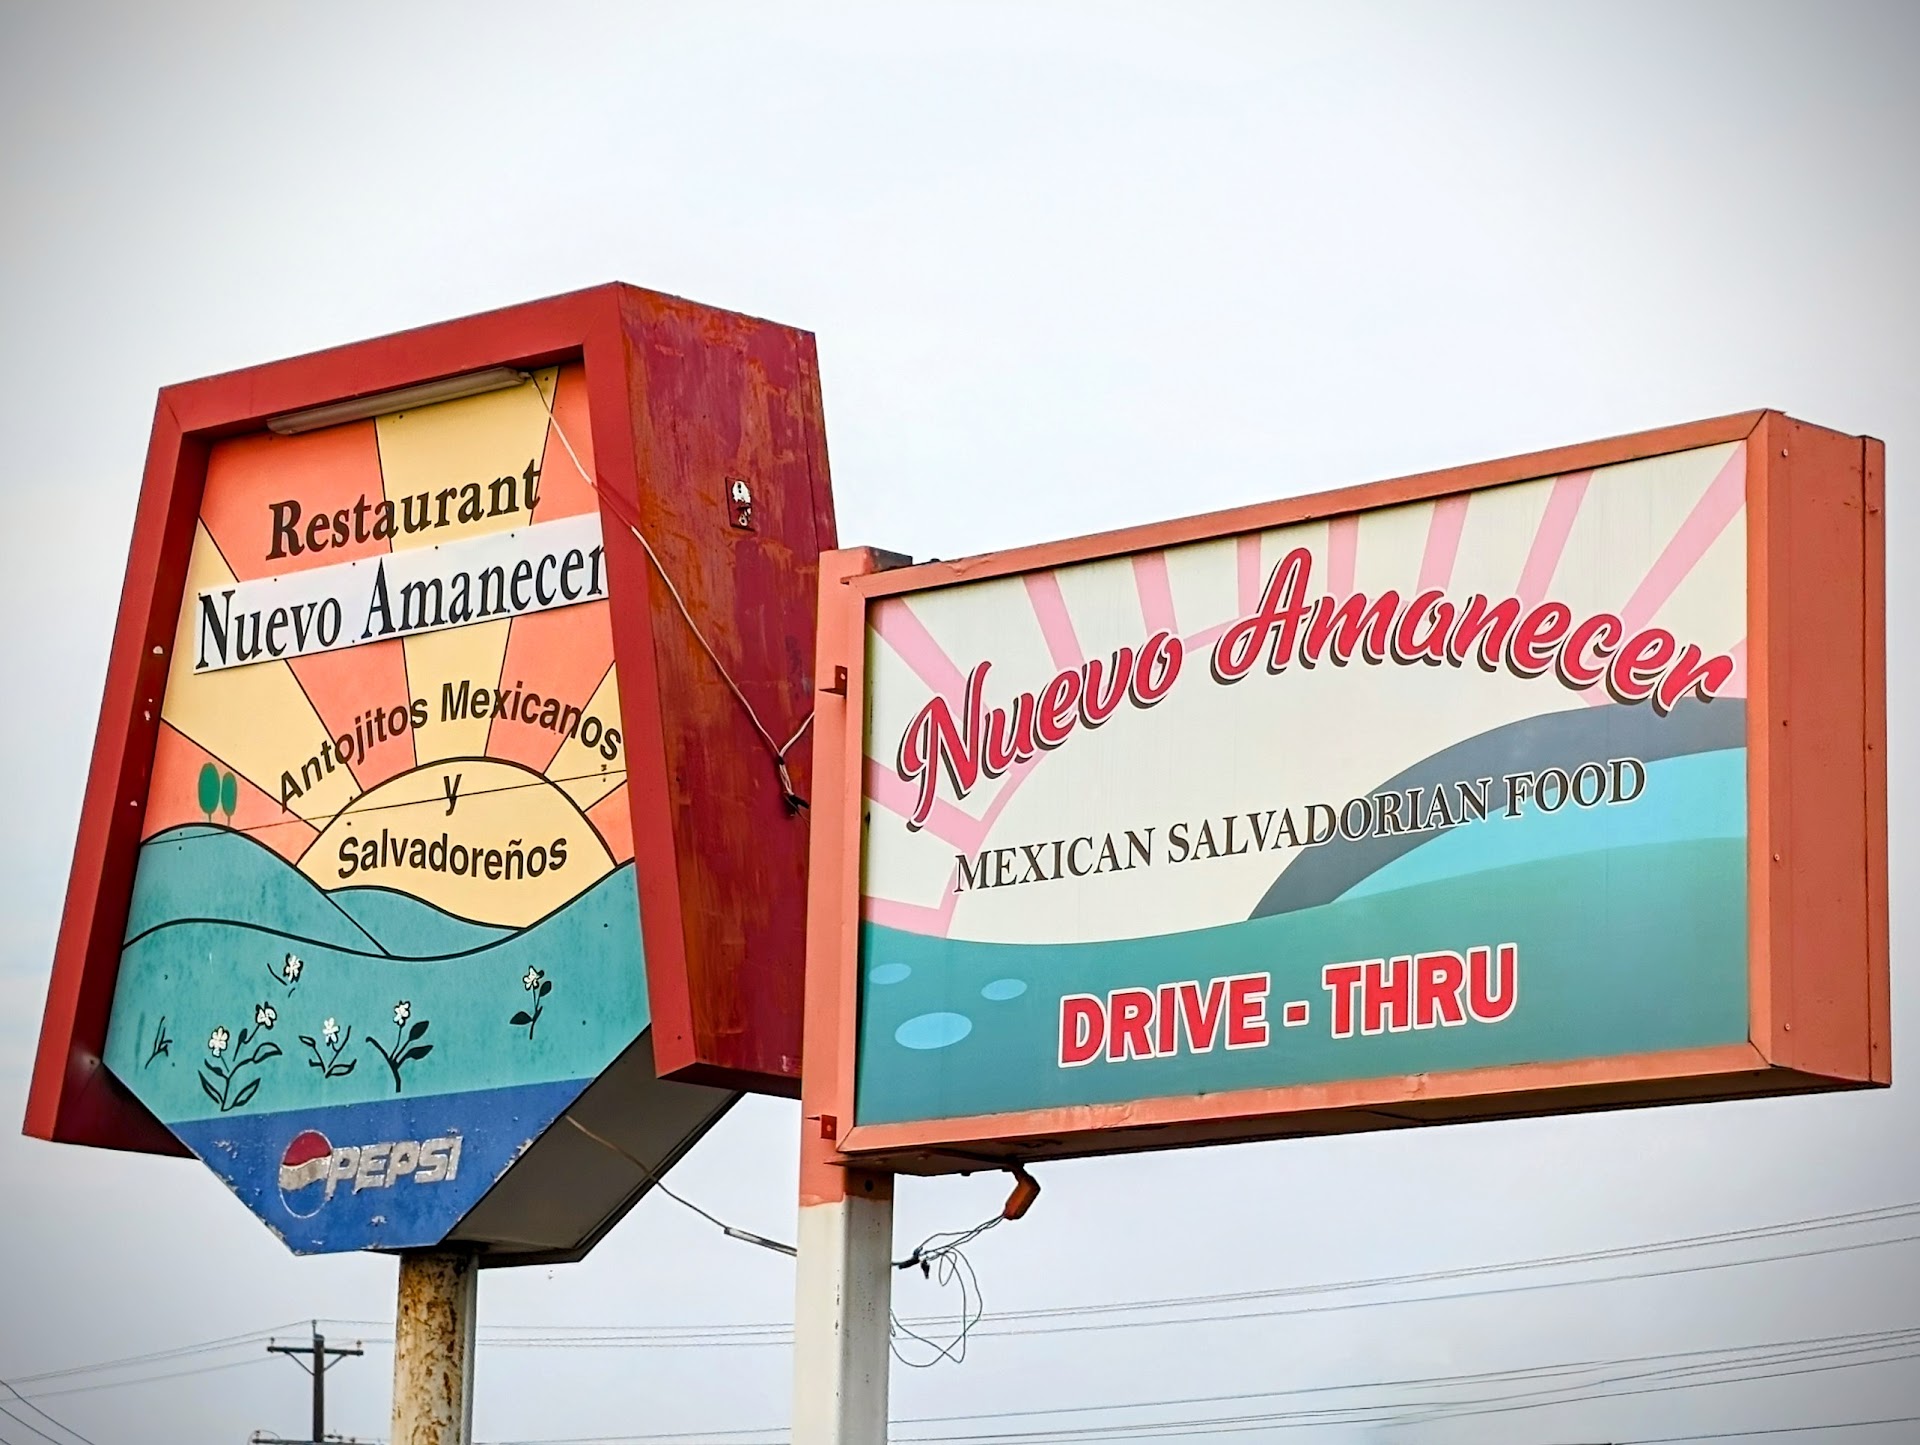 Restaurant
Nuevo Amanecer
Antojitos Mexicanos
y
Salvadoreños
PEPSI
Nuevo Amanecer
MEXICAN SALVADORIAN FOOD
DRIVE - THRU